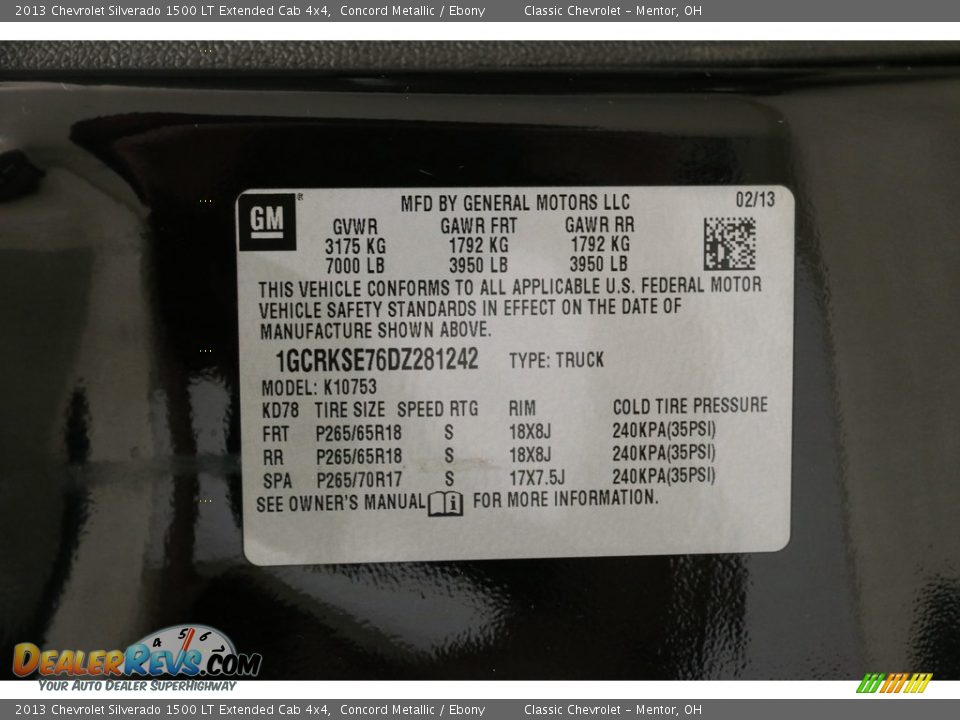 2013 Chevrolet Silverado 1500 LT Extended Cab 4x4, Concord Metallic / Ebony Classic Chevrolet – Mentor, OH
GM ® MFD BY GENERAL MOTORS LLC 02/13
GVWR GAWR FRT GAWR RR
3175 KG 1792 KG 1792 KG
7000 LB 3950 LB 3950 LB
THIS VEHICLE CONFORMS TO ALL APPLICABLE U.S. FEDERAL MOTOR
VEHICLE SAFETY STANDARDS IN EFFECT ON THE DATE OF
MANUFACTURE SHOWN ABOVE.
1GCRKSE76DZ281242 TYPE: TRUCK
MODEL: K10753
KD78 TIRE SIZE SPEED RTG RIM COLD TIRE PRESSURE
FRT P265/65R18 S 18X8J 240KPA(35PSI)
RR P265/65R18 S 18X8J 240KPA(35PSI)
SPA P265/70R17 S 17X7.5J 240KPA(35PSI)
SEE OWNER'S MANUAL i FOR MORE INFORMATION.
4 5 6
DEALERREVS.COM
YOUR AUTO DEALER SUPERHIGHWAY
2013 Chevrolet Silverado 1500 LT Extended Cab 4x4, Concord Metallic / Ebony Classic Chevrolet – Mentor, OH